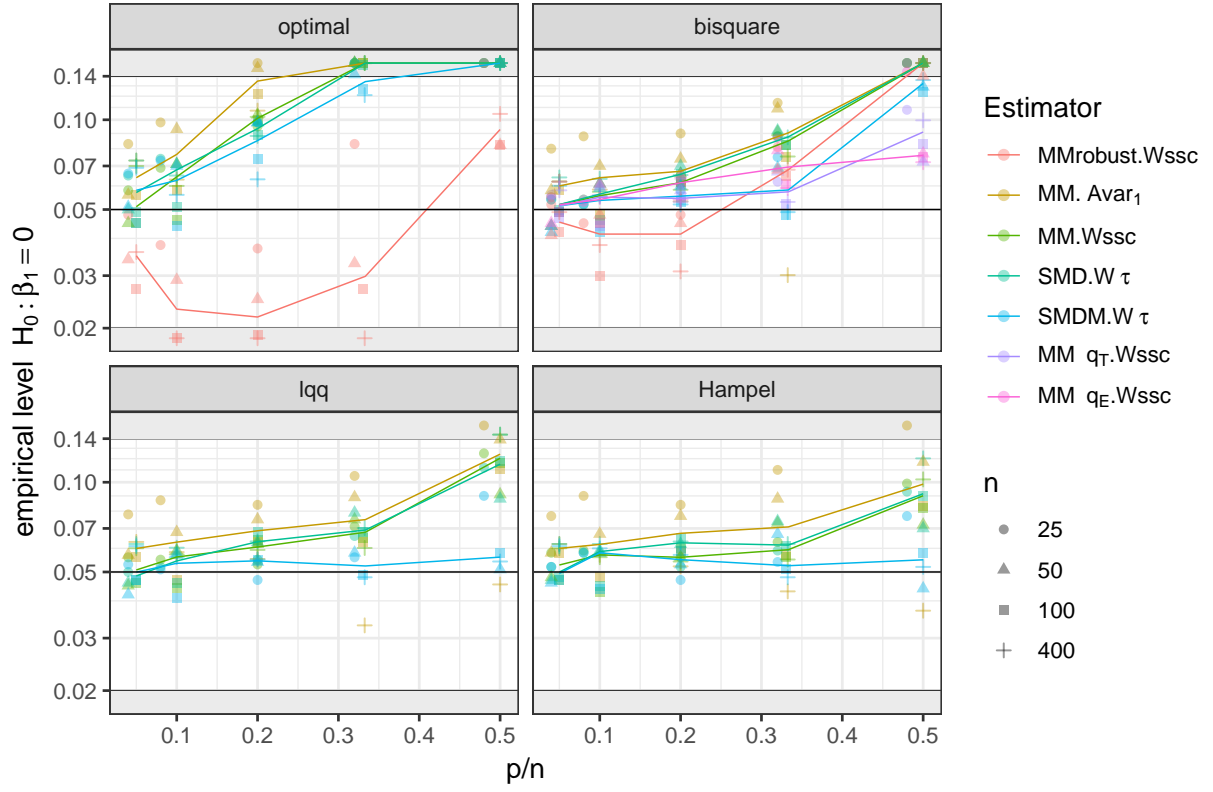 optimal
bisquare
0.14
0.10
0.07
0.05
0.03
0.02
lqq
Hampel
0.14
0.10
0.07
0.05
0.03
0.02
0.1 0.2 0.3 0.4 0.5
0.1 0.2 0.3 0.4 0.5
p/n
empirical level H₀ : β₁ = 0
Estimator
MMrobust.Wssc
MM. Avar₁
MM.Wssc
SMD.W τ
SMDM.W τ
MM q_T.Wssc
MM q_E.Wssc
n
25
50
100
400